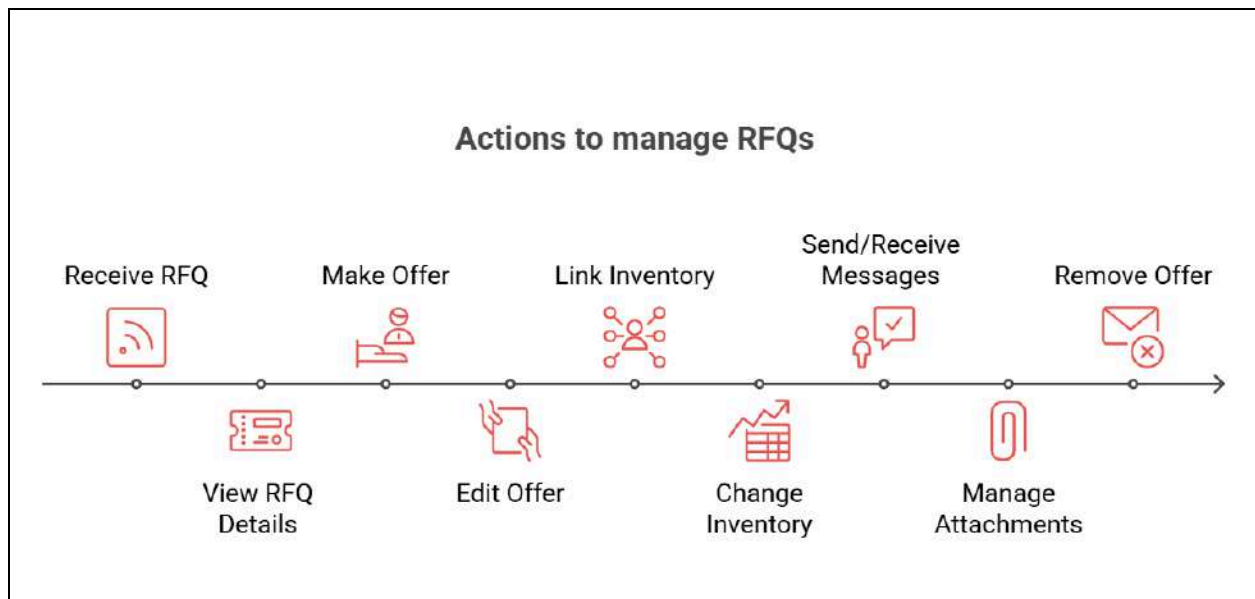 Actions to manage RFQs
Receive RFQ
View RFQ
Details
Make Offer
Edit Offer
Link Inventory
Change
Inventory
Send/Receive
Messages
Manage
Attachments
Remove Offer